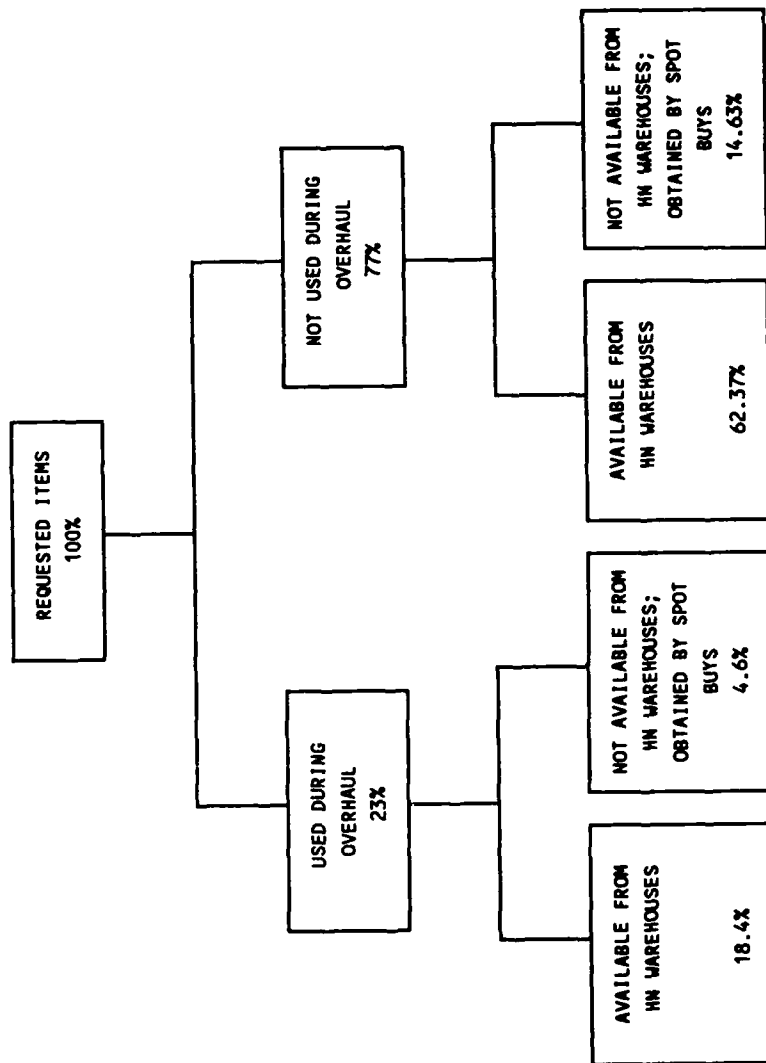 REQUESTED ITEMS
100%
USED DURING
OVERHAUL
23%
NOT USED DURING
OVERHAUL
77%
AVAILABLE FROM
HN WAREHOUSES
18.4%
NOT AVAILABLE FROM
HN WAREHOUSES;
OBTAINED BY SPOT
BUYS
4.6%
AVAILABLE FROM
HN WAREHOUSES
62.37%
NOT AVAILABLE FROM
HN WAREHOUSES;
OBTAINED BY SPOT
BUYS
14.63%